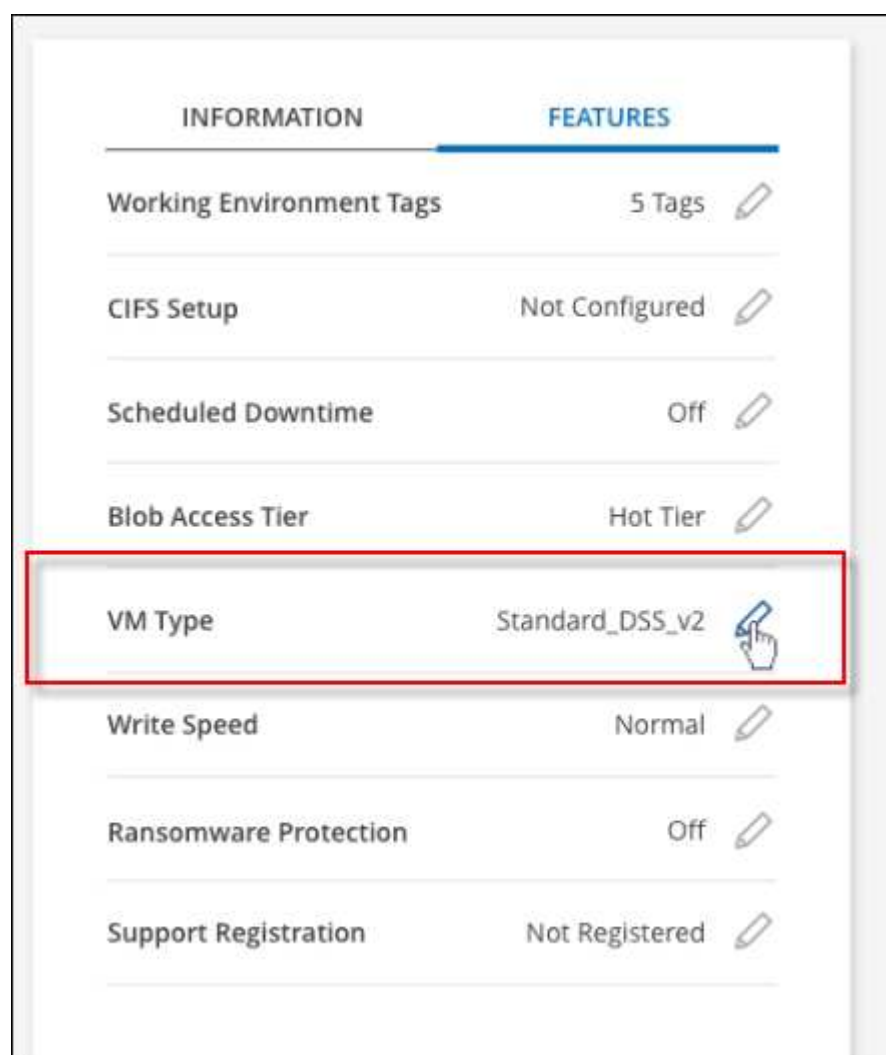 INFORMATION FEATURES
Working Environment Tags 5 Tags
CIFS Setup Not Configured
Scheduled Downtime Off
Blob Access Tier Hot Tier
VM Type Standard_DSS_v2
Write Speed Normal
Ransomware Protection Off
Support Registration Not Registered